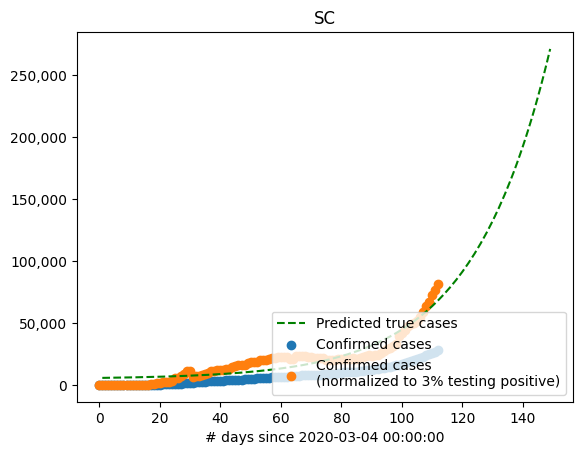 SC
250,000
200,000
150,000
100,000
50,000
0
Predicted true cases
Confirmed cases
Confirmed cases
(normalized to 3% testing positive)
0 20 40 60 80 100 120 140
# days since 2020-03-04 00:00:00